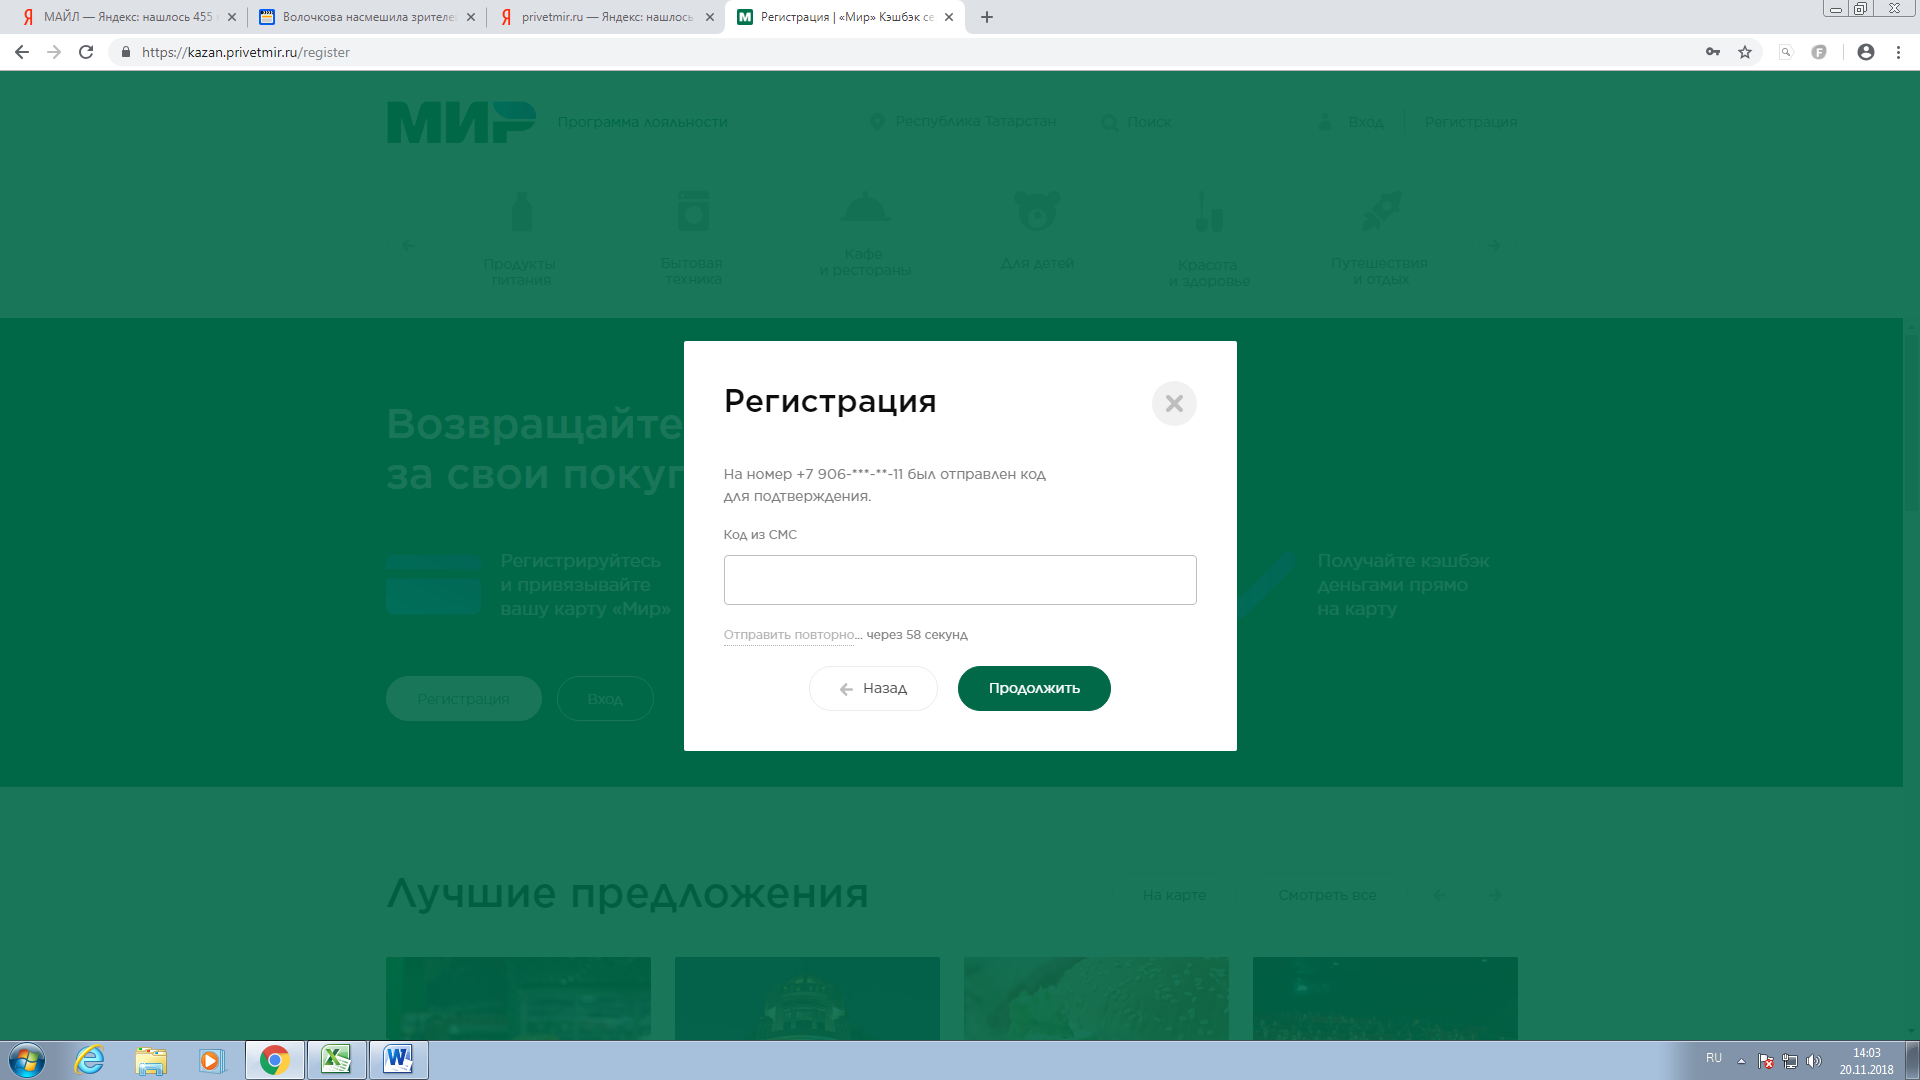 МАЙЛ — Яндекс: нашлось 455
Волочкова насмешила зрителе
privetmir.ru — Яндекс: нашлось
Регистрация | «Мир» Кэшбэк се
https://kazan.privetmir.ru/register
МИР
Программа лояльности
Республика Татарстан
Поиск
Вход
Регистрация
Продукты
питания
Бытовая
техника
Кафе
и рестораны
Для детей
Красота
и здоровье
Путешествия
и отдых
Возвращайте
за свои покуп
Регистрируйтесь
и привязывайте
вашу карту «Мир»
Получайте кэшбэк
деньгами прямо
на карту
Регистрация
Вход
Регистрация
На номер +7 906-***-**-11 был отправлен код
для подтверждения.
Код из СМС
Отправить повторно... через 58 секунд
Назад
Продолжить
Лучшие предложения
На карте
Смотреть все
RU
14:03
20.11.2018